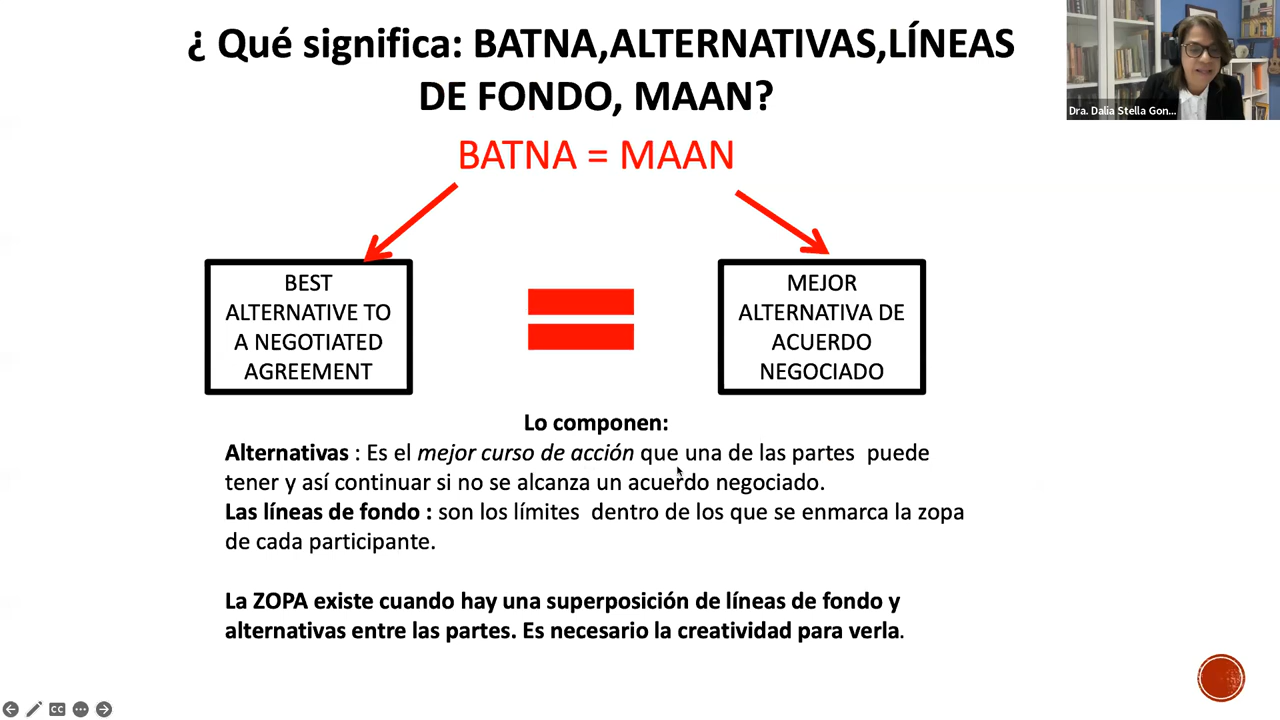 ¿ Qué significa: BATNA,ALTERNATIVAS,LÍNEAS
DE FONDO, MAAN?
Dra. Dalia Stella Gon...
BATNA = MAAN
BEST
ALTERNATIVE TO
A NEGOTIATED
AGREEMENT
MEJOR
ALTERNATIVA DE
ACUERDO
NEGOCIADO
Lo componen:
Alternativas : Es el mejor curso de acción que una de las partes puede
tener y así continuar si no se alcanza un acuerdo negociado.
Las líneas de fondo : son los límites dentro de los que se enmarca la zopa
de cada participante.
La ZOPA existe cuando hay una superposición de líneas de fondo y
alternativas entre las partes. Es necesario la creatividad para verla.
CC